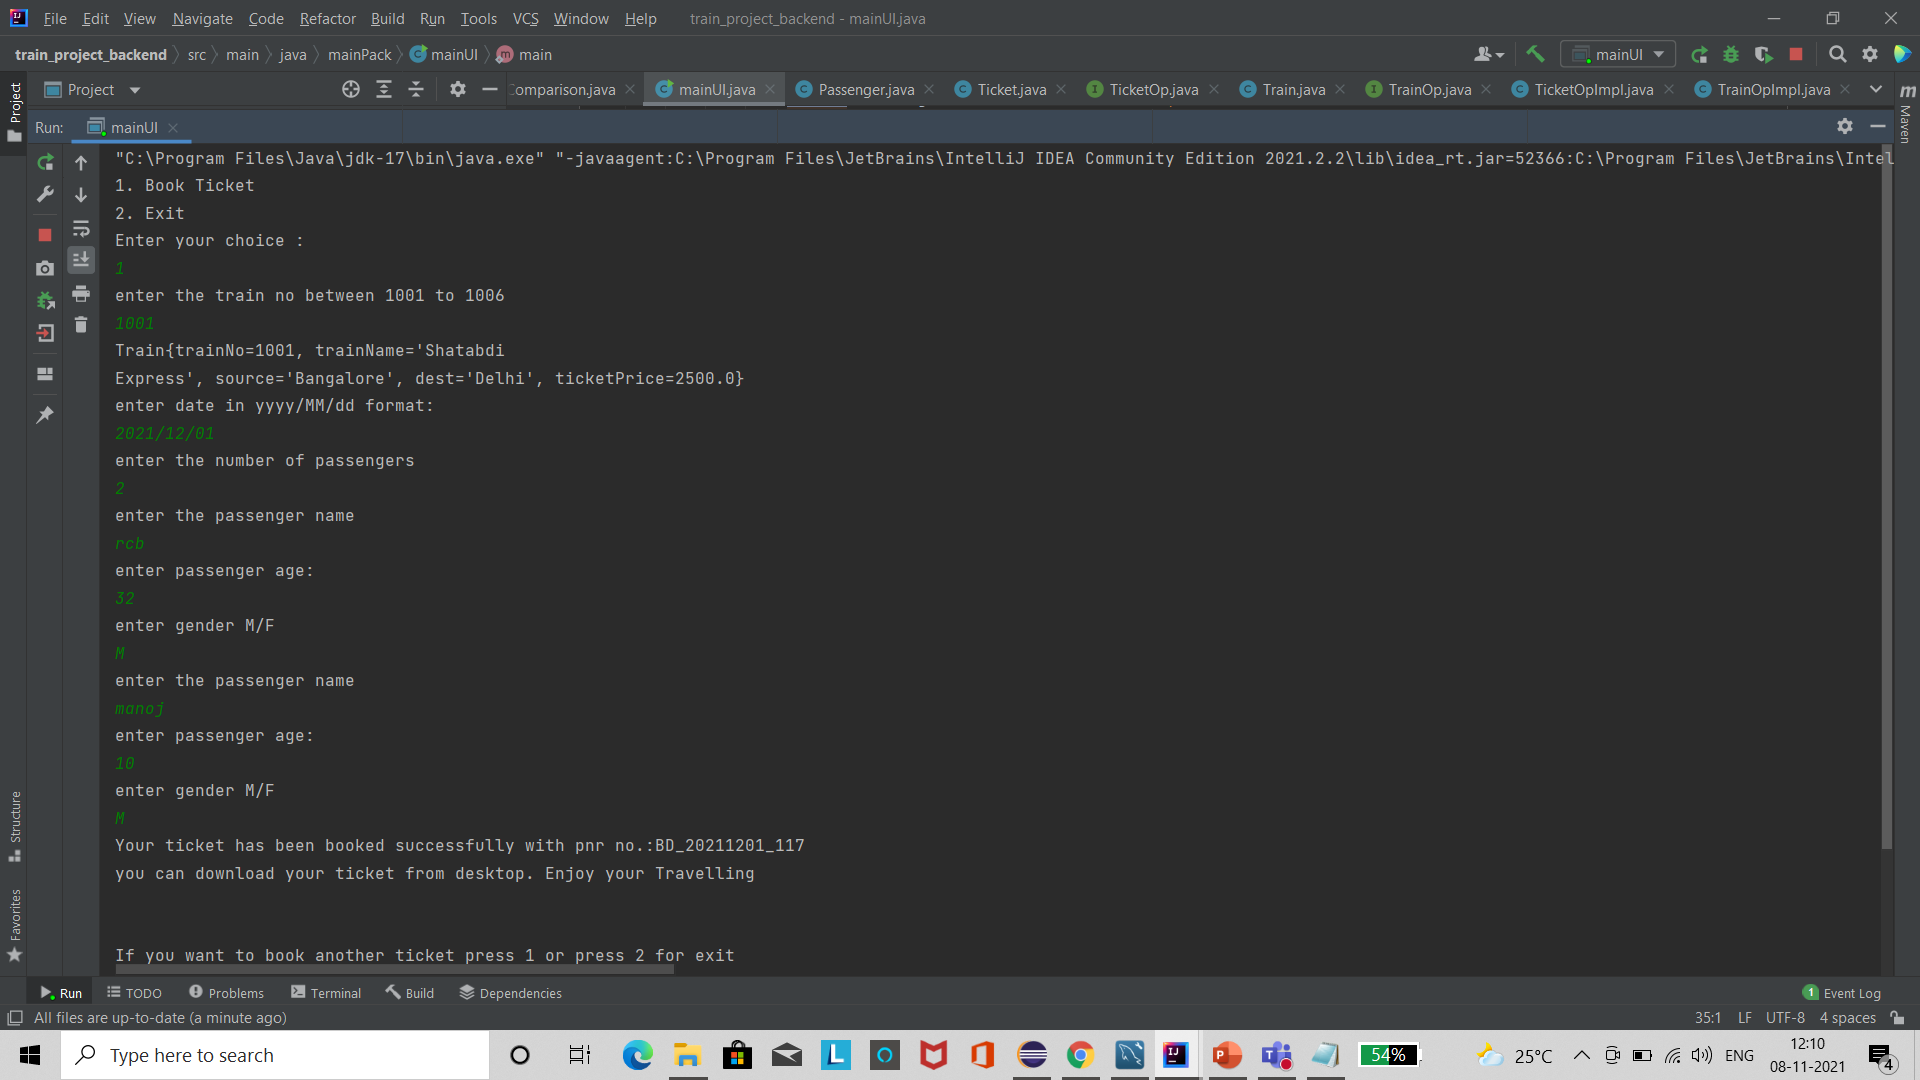 File Edit View Navigate Code Refactor Build Run Tools VCS Window Help train_project_backend - mainUI.java
train_project_backend src main java mainPack mainUI main mainUI
Project Project omparison.java mainUI.java Passenger.java Ticket.java TicketOp.java Train.java TrainOp.java TicketOpImpl.java TrainOpImpl.java Maven
Run: mainUI
"C:\Program Files\Java\jdk-17\bin\java.exe" "-javaagent:C:\Program Files\JetBrains\IntelliJ IDEA Community Edition 2021.2.2\lib\idea_rt.jar=52366:C:\Program Files\JetBrains\Intel
1. Book Ticket
2. Exit
Enter your choice :
1
enter the train no between 1001 to 1006
1001
Train{trainNo=1001, trainName='Shatabdi
Express', source='Bangalore', dest='Delhi', ticketPrice=2500.0}
enter date in yyyy/MM/dd format:
2021/12/01
enter the number of passengers
2
enter the passenger name
rcb
enter passenger age:
32
enter gender M/F
M
enter the passenger name
manoj
enter passenger age:
10
enter gender M/F
M
Your ticket has been booked successfully with pnr no.:BD_20211201_117
you can download your ticket from desktop. Enjoy your Travelling
If you want to book another ticket press 1 or press 2 for exit
Structure
Favorites
Run TODO Problems Terminal Build Dependencies 1 Event Log
All files are up-to-date (a minute ago) 35:1 LF UTF-8 4 spaces
Type here to search 54% 25°C ENG 12:10
08-11-2021 4